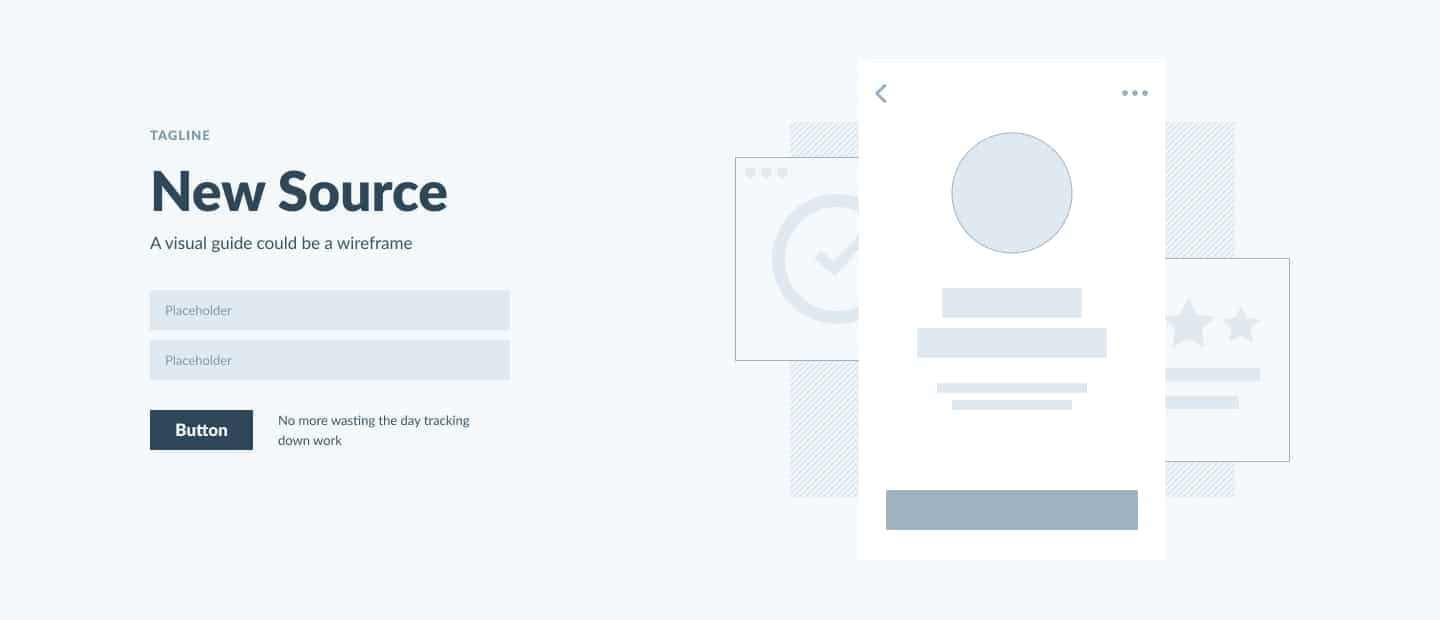 TAGLINE
New Source
A visual guide could be a wireframe
Placeholder
Placeholder
Button
No more wasting the day tracking
down work